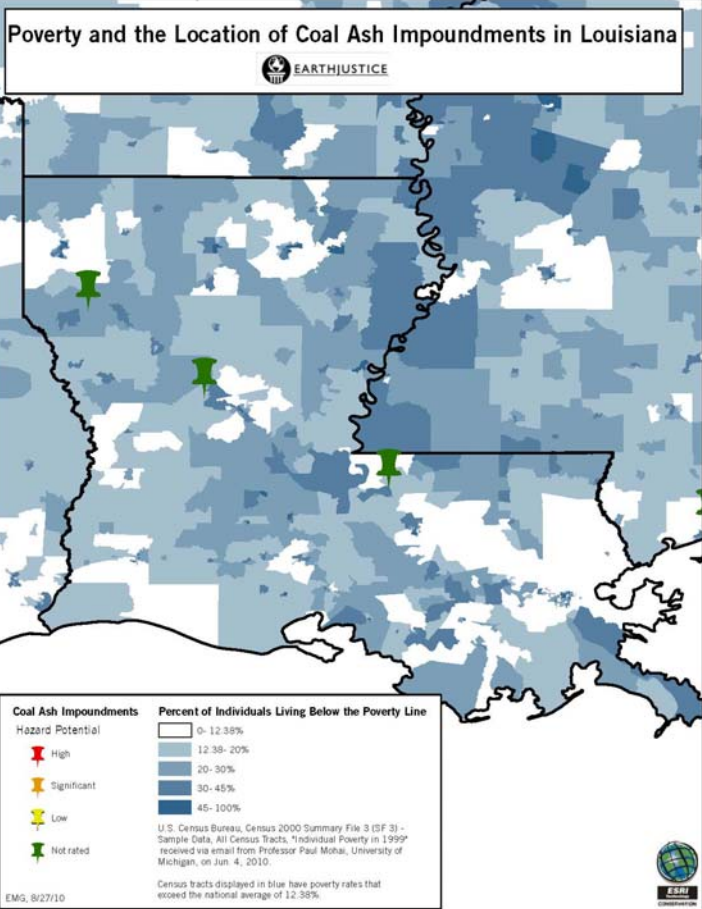 Poverty and the Location of Coal Ash Impoundments in Louisiana
EARTHJUSTICE
Coal Ash Impoundments
Hazard Potential
High
Significant
Low
Not rated
EMG, 8/27/10
Percent of Individuals Living Below the Poverty Line
0- 12.38%
12.38- 20%
20- 30%
30- 45%
45- 100%
U.S. Census Bureau, Census 2000 Summary File 3 (SF 3) -
Sample Data, All Census Tracts, "Individual Poverty in 1999"
received via email from Professor Paul Mohai, University of
Michigan, on Jun. 4, 2010.
Census tracts displayed in blue have poverty rates that
exceed the national average of 12.38%.
ESRI
CONSERVATION